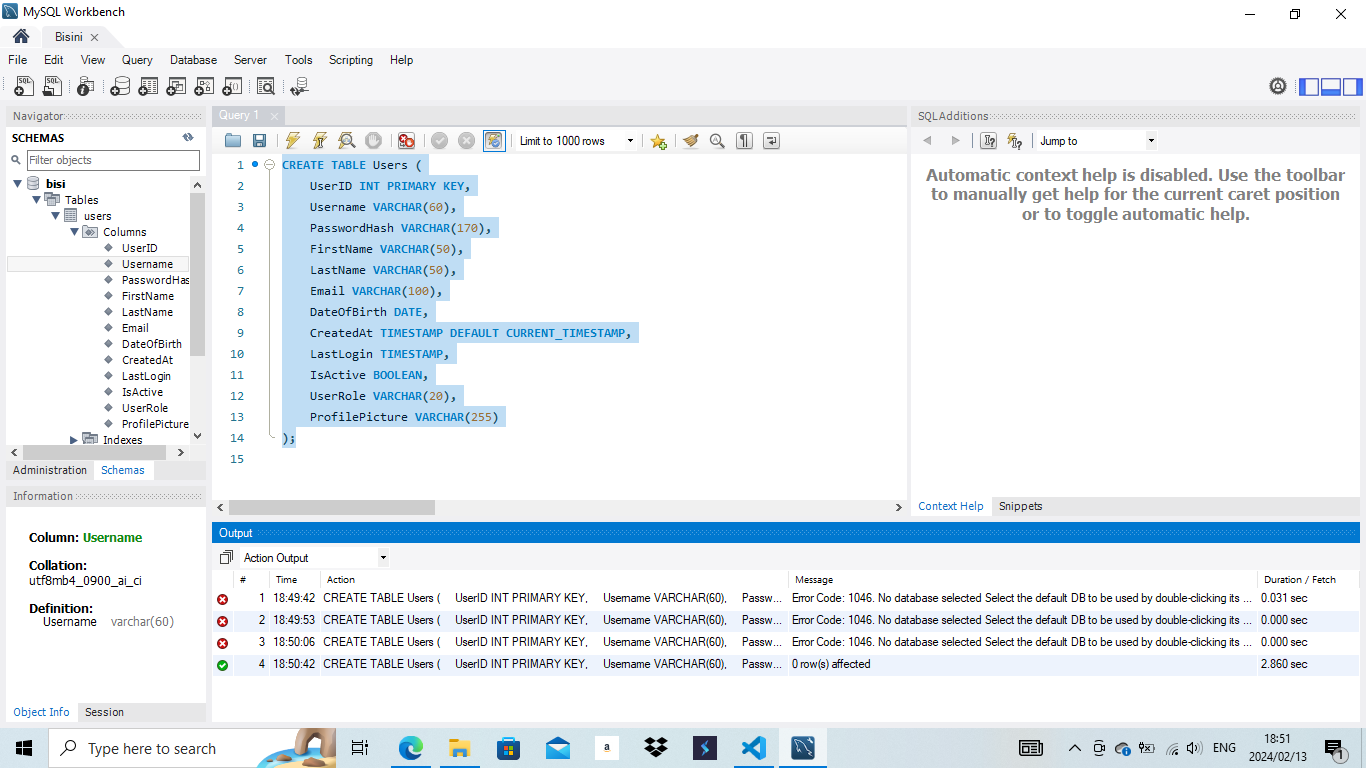 MySQL Workbench
Bisini
File Edit View Query Database Server Tools Scripting Help
Navigator
SCHEMAS
Filter objects
bisi
Tables
users
Columns
UserID
Username
PasswordHas
FirstName
LastName
Email
DateOfBirth
CreatedAt
LastLogin
IsActive
UserRole
ProfilePicture
Indexes
Administration Schemas
Information
Column: Username
Collation:
utf8mb4_0900_ai_ci
Definition:
Username varchar(60)
Object Info Session
Query 1
Limit to 1000 rows
1 CREATE TABLE Users (
2 UserID INT PRIMARY KEY,
3 Username VARCHAR(60),
4 PasswordHash VARCHAR(170),
5 FirstName VARCHAR(50),
6 LastName VARCHAR(50),
7 Email VARCHAR(100),
8 DateOfBirth DATE,
9 CreatedAt TIMESTAMP DEFAULT CURRENT_TIMESTAMP,
10 LastLogin TIMESTAMP,
11 IsActive BOOLEAN,
12 UserRole VARCHAR(20),
13 ProfilePicture VARCHAR(255)
14 );
15
SQLAdditions
Jump to
Automatic context help is disabled. Use the toolbar
to manually get help for the current caret position
or to toggle automatic help.
Context Help Snippets
Output
Action Output
# Time Action Message Duration / Fetch
1 18:49:42 CREATE TABLE Users ( UserID INT PRIMARY KEY, Username VARCHAR(60), Passw... Error Code: 1046. No database selected Select the default DB to be used by double-clicking its ... 0.031 sec
2 18:49:53 CREATE TABLE Users ( UserID INT PRIMARY KEY, Username VARCHAR(60), Passw... Error Code: 1046. No database selected Select the default DB to be used by double-clicking its ... 0.000 sec
3 18:50:06 CREATE TABLE Users ( UserID INT PRIMARY KEY, Username VARCHAR(60), Passw... Error Code: 1046. No database selected Select the default DB to be used by double-clicking its ... 0.000 sec
4 18:50:42 CREATE TABLE Users ( UserID INT PRIMARY KEY, Username VARCHAR(60), Passw... 0 row(s) affected 2.860 sec
Type here to search
a
ENG
18:51
2024/02/13
1